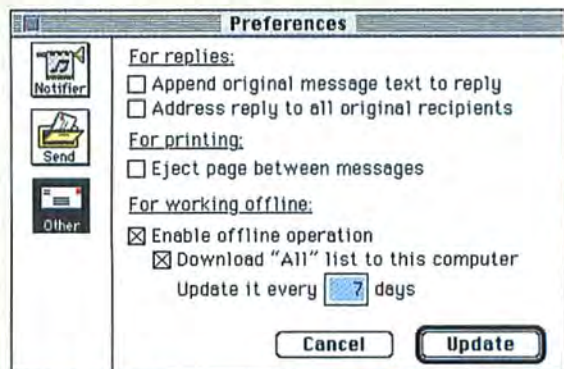 Preferences
Notifier
Send
Other
For replies:
Append original message text to reply
Address reply to all original recipients
For printing:
Eject page between messages
For working offline:
Enable offline operation
Download “All” list to this computer
Update it every 7 days
Cancel
Update